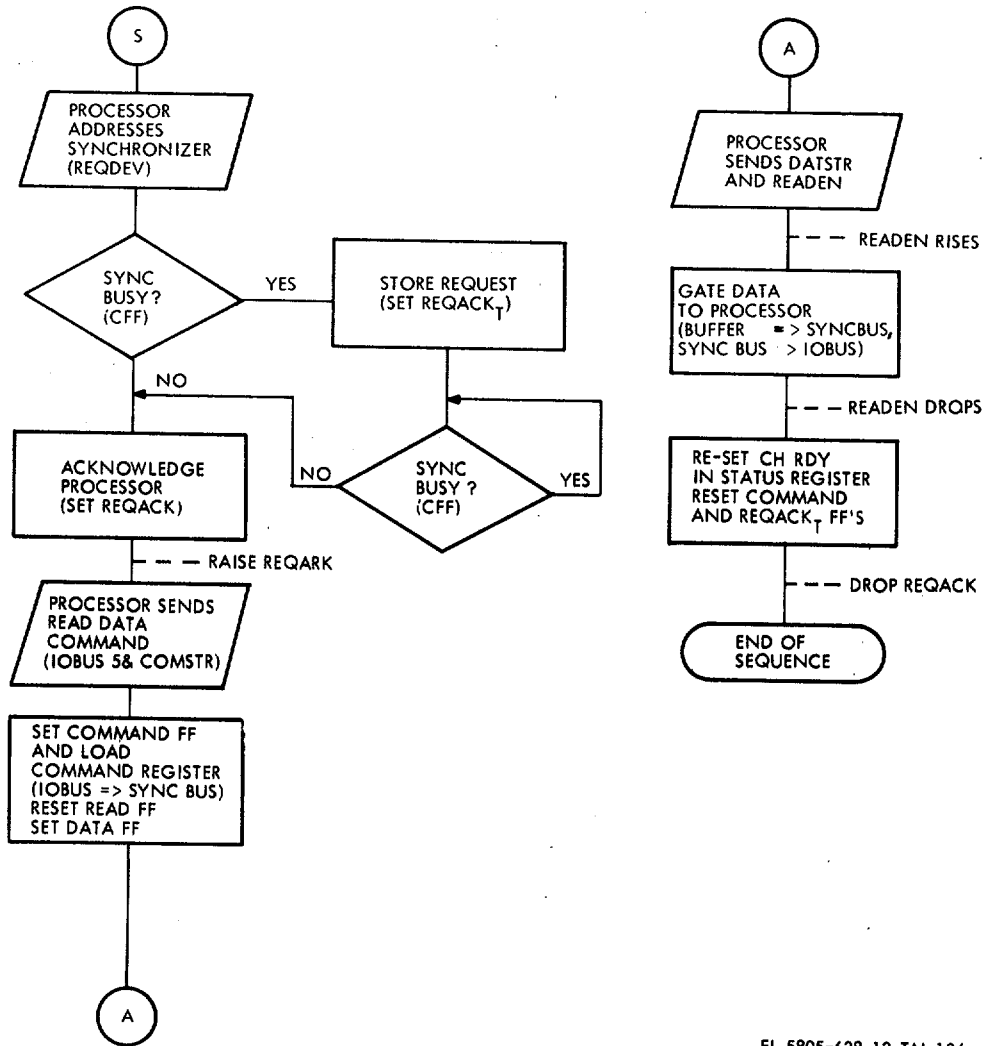 S
PROCESSOR
ADDRESSES
SYNCHRONIZER
(REQDEV)
SYNC
BUSY?
(CFF)
YES
STORE REQUEST
(SET REQACKT)
NO
SYNC
BUSY ?
(CFF)
YES
NO
ACKNOWLEDGE
PROCESSOR
(SET REQACK)
RAISE REQARK
PROCESSOR SENDS
READ DATA
COMMAND
(IOBUS 5& COMSTR)
SET COMMAND FF
AND LOAD
COMMAND REGISTER
(IOBUS => SYNC BUS)
RESET READ FF
SET DATA FF
A
A
PROCESSOR
SENDS DATSTR
AND READEN
READEN RISES
GATE DATA
TO PROCESSOR
(BUFFER => SYNCBUS,
SYNC BUS > IOBUS)
READEN DROPS
RE-SET CH RDY
IN STATUS REGISTER
RESET COMMAND
AND REQACKT FF'S
DROP REQACK
END OF
SEQUENCE